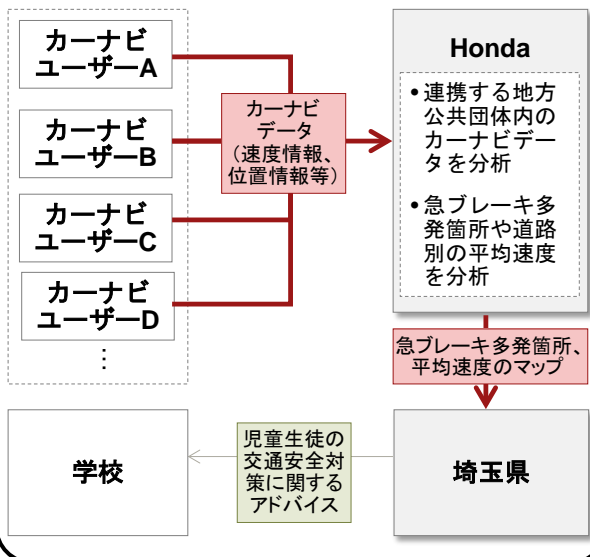 カーナビ
ユーザーA
カーナビ
ユーザーB
カーナビ
ユーザーC
カーナビ
ユーザーD
⋮
カーナビ
データ
(速度情報、
位置情報等)
Honda
•連携する地方
公共団体内の
カーナビデー
タを分析
•急ブレーキ多
発箇所や道路
別の平均速度
を分析
急ブレーキ多発箇所、
平均速度のマップ
学校
児童生徒の
交通安全対
策に関する
アドバイス
埼玉県